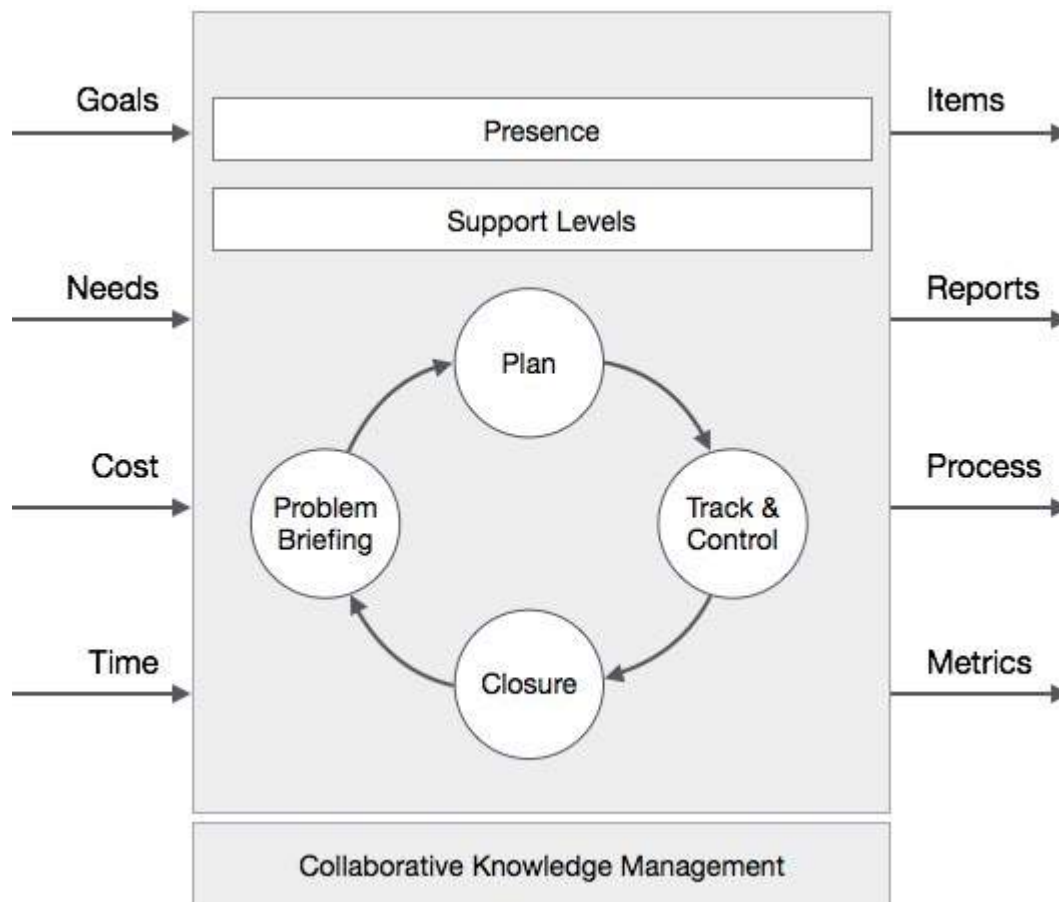 Goals
Items
Presence
Support Levels
Needs
Reports
Plan
Cost
Process
Problem
Briefing
Track &
Control
Time
Metrics
Closure
Collaborative Knowledge Management